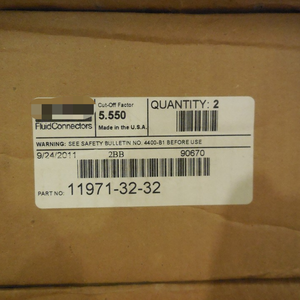 Cut-Off Factor
QUANTITY: 2
5.550
FluidConnectors
Made in the U.S.A.
WARNING: SEE SAFETY BULLETIN NO. 4400-B1 BEFORE USE
9/24/2011 2BB 90670
PART NO: 11971-32-32